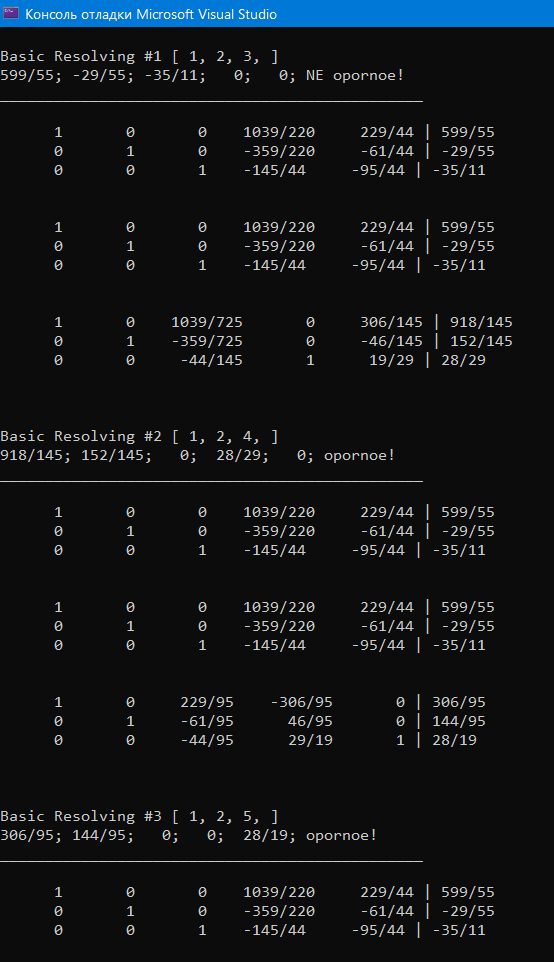 Консоль отладки Microsoft Visual Studio
Basic Resolving #1 [ 1, 2, 3, ]
599/55; -29/55; -35/11;   0;   0; NE opornoe!
_______________________________________________
1       0       0    1039/220     229/44 | 599/55
0       1       0    -359/220     -61/44 | -29/55
0       0       1    -145/44     -95/44 | -35/11
1       0       0    1039/220     229/44 | 599/55
0       1       0    -359/220     -61/44 | -29/55
0       0       1    -145/44     -95/44 | -35/11
1       0    1039/725       0     306/145 | 918/145
0       1    -359/725       0     -46/145 | 152/145
0       0     -44/145       1      19/29 | 28/29
Basic Resolving #2 [ 1, 2, 4, ]
918/145; 152/145;   0;  28/29;   0; opornoe!
_______________________________________________
1       0       0    1039/220     229/44 | 599/55
0       1       0    -359/220     -61/44 | -29/55
0       0       1    -145/44     -95/44 | -35/11
1       0       0    1039/220     229/44 | 599/55
0       1       0    -359/220     -61/44 | -29/55
0       0       1    -145/44     -95/44 | -35/11
1       0     229/95    -306/95       0 | 306/95
0       1     -61/95      46/95       0 | 144/95
0       0     -44/95      29/19       1 | 28/19
Basic Resolving #3 [ 1, 2, 5, ]
306/95; 144/95;   0;   0;  28/19; opornoe!
_______________________________________________
1       0       0    1039/220     229/44 | 599/55
0       1       0    -359/220     -61/44 | -29/55
0       0       1    -145/44     -95/44 | -35/11